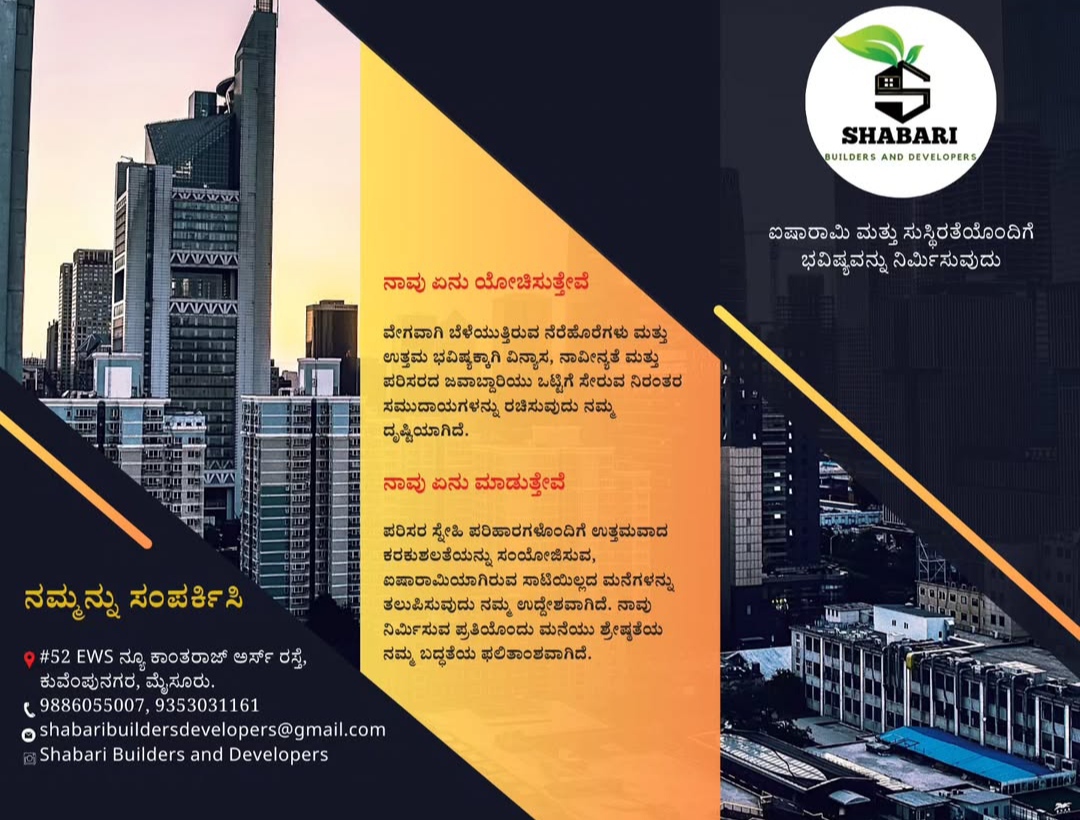 ನಮ್ಮನ್ನು ಸಂಪರ್ಕಿಸಿ
#52 EWS ನ್ಯೂ ಕಾಂತರಾಜ್ ಅರ್ಸ್ ರಸ್ತೆ,
ಕುವೆಂಪುನಗರ, ಮೈಸೂರು.
9886055007, 9353031161
shabaribuildersdevelopers@gmail.com
Shabari Builders and Developers
ನಾವು ಏನು ಯೋಚಿಸುತ್ತೇವೆ
ವೇಗವಾಗಿ ಬೆಳೆಯುತ್ತಿರುವ ನೆರೆಹೊರೆಗಳು ಮತ್ತು
ಉತ್ತಮ ಭವಿಷ್ಯಕ್ಕಾಗಿ ವಿನ್ಯಾಸ, ನಾವೀನ್ಯತೆ ಮತ್ತು
ಪರಿಸರದ ಜವಾಬ್ದಾರಿಯು ಒಟ್ಟಿಗೆ ಸೇರುವ ನಿರಂತರ
ಸಮುದಾಯಗಳನ್ನು ರಚಿಸುವುದು ನಮ್ಮ
ದೃಷ್ಟಿಯಾಗಿದೆ.
ನಾವು ಏನು ಮಾಡುತ್ತೇವೆ
ಪರಿಸರ ಸ್ನೇಹಿ ಪರಿಹಾರಗಳೊಂದಿಗೆ ಉತ್ತಮವಾದ
ಕರಕುಶಲತೆಯನ್ನು ಸಂಯೋಜಿಸುವ,
ಐಷಾರಾಮಿಯಾಗಿರುವ ಸಾಟಿಯಿಲ್ಲದ ಮನೆಗಳನ್ನು
ತಲುಪಿಸುವುದು ನಮ್ಮ ಉದ್ದೇಶವಾಗಿದೆ. ನಾವು
ನಿರ್ಮಿಸುವ ಪ್ರತಿಯೊಂದು ಮನೆಯು ಶ್ರೇಷ್ಠತೆಯ
ನಮ್ಮ ಬದ್ಧತೆಯ ಫಲಿತಾಂಶವಾಗಿದೆ.
SHABARI
BUILDERS AND DEVELOPERS
ಐಷಾರಾಮಿ ಮತ್ತು ಸುಸ್ಥಿರತೆಯೊಂದಿಗೆ
ಭವಿಷ್ಯವನ್ನು ನಿರ್ಮಿಸುವುದು